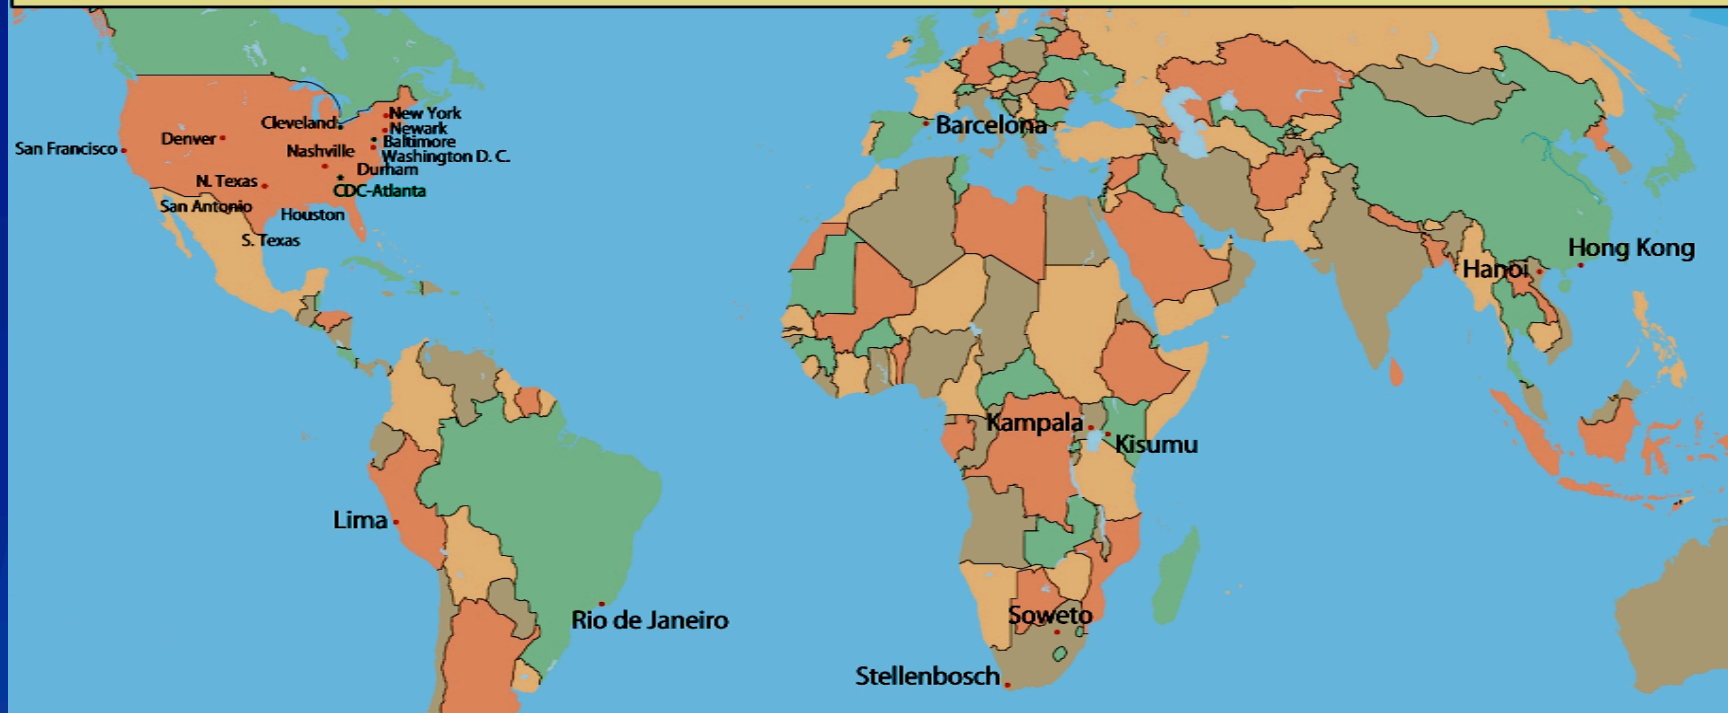 New York
Cleveland
Newark
Denver
Baltimore
San Francisco
Nashville
Washington D. C.
Durham
N. Texas
CDC-Atlanta
San Antonio
Houston
S. Texas
Barcelona
Hong Kong
Hanoi
Kampala
Kisumu
Lima
Rio de Janeiro
Soweto
Stellenbosch